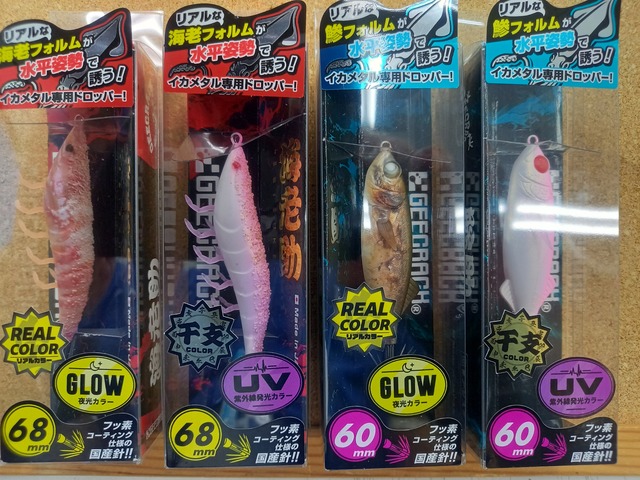 リアルな
海老フォルムが
水平姿勢で
誘う!
イカメタル専用ドロッパー!
REAL
COLOR
リアルカラー
GLOW
夜光カラー
68
mm
フッ素
コーティング
仕様の
国産針!!
リアルな
海老フォルムが
水平姿勢で
誘う!
イカメタル専用ドロッパー!
海老助
GEECRACK
Made in
干支
COLOR
UV
紫外線発光カラー
68
mm
フッ素
コーティング
仕様の
国産針!!
リアルな
鯵フォルムが
水平姿勢で
誘う!
イカメタル専用ドロッパー!
GEECRACK®
REAL
COLOR
リアルカラー
GLOW
夜光カラー
60
mm
フッ素
コーティング
仕様の
国産針!!
リアルな
鯵フォルムが
水平姿勢で
誘う!
イカメタル専用ドロッパー!
干支
COLOR
UV
紫外線発光カラー
60
mm
フッ素
コーティング
仕様の
国産針!!